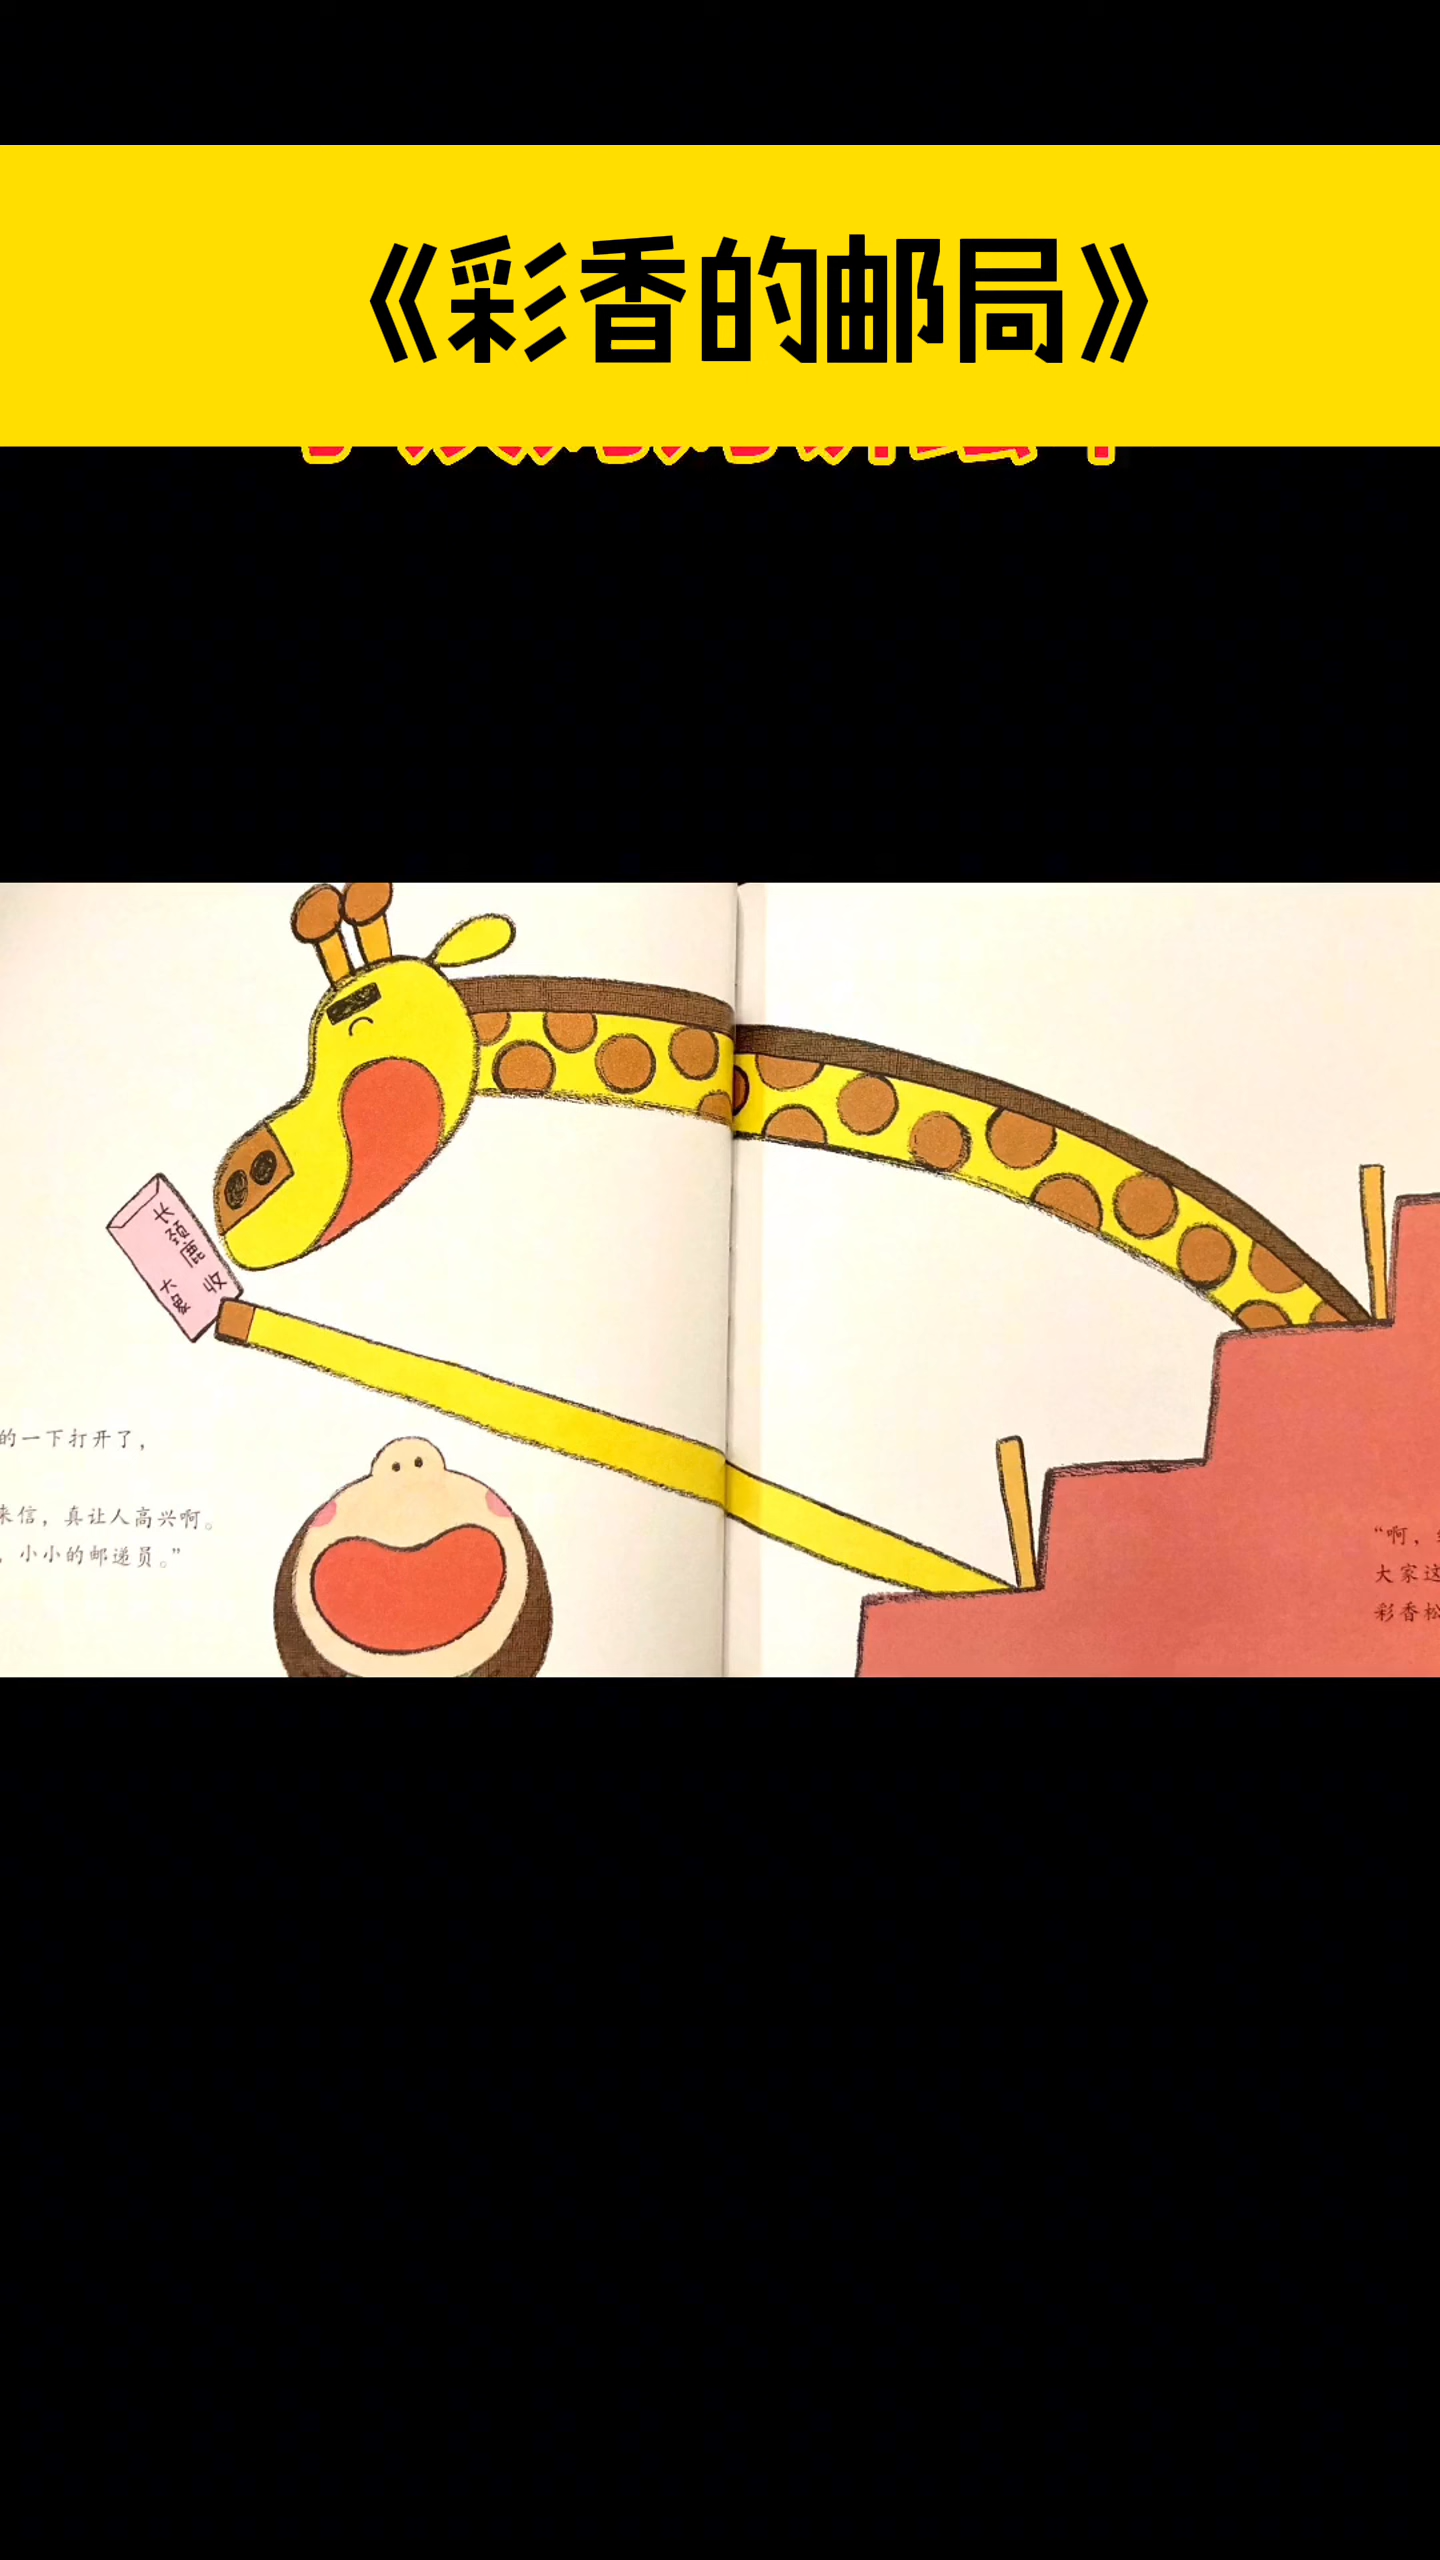 《彩香的邮局》
长颈鹿 收
大象
的一下打开了，
来信，真让人高兴啊。
，小小的邮递员。”
“啊，
大家这
彩香松